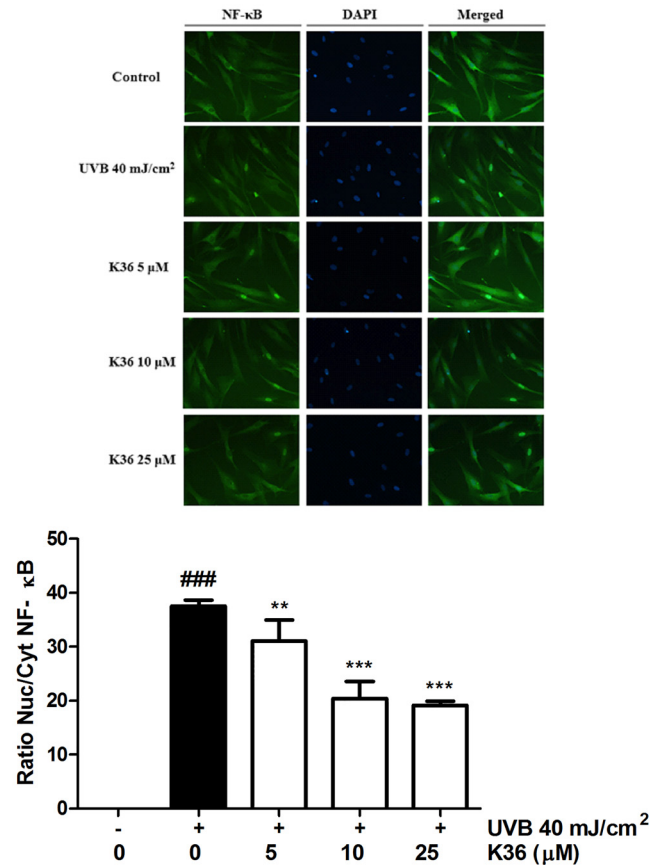 NF-κB DAPI Merged
Control
UVB 40 mJ/cm²
K36 5 μM
K36 10 μM
K36 25 μM
50
###
40
**
30
***
***
20
10
0
Ratio Nuc/Cyt NF- κB
- + + + + UVB 40 mJ/cm²
0 0 5 10 25 K36 (μM)